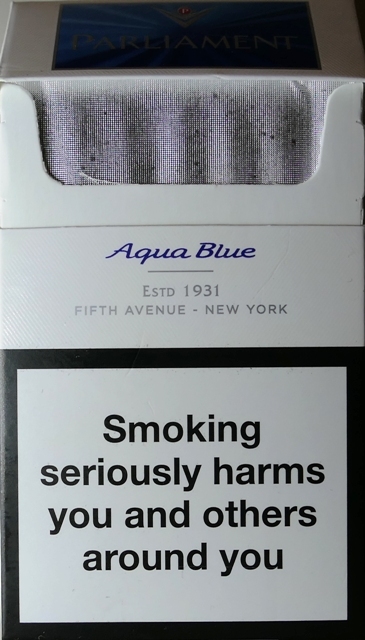 PARLIAMENT
Aqua Blue
ESTD 1931
FIFTH AVENUE - NEW YORK
Smoking
seriously harms
you and others
around you